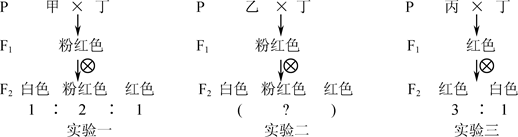 P 甲 × 丁 P 乙 × 丁 P 丙 × 丁
F₁ 粉红色 F₁ 粉红色 F₁ 红色
F₂ 白色 粉红色 红色 F₂ 白色 粉红色 红色 F₂ 红色 白色
1 : 2 : 1 ( ? ) 3 : 1
实验一 实验二 实验三